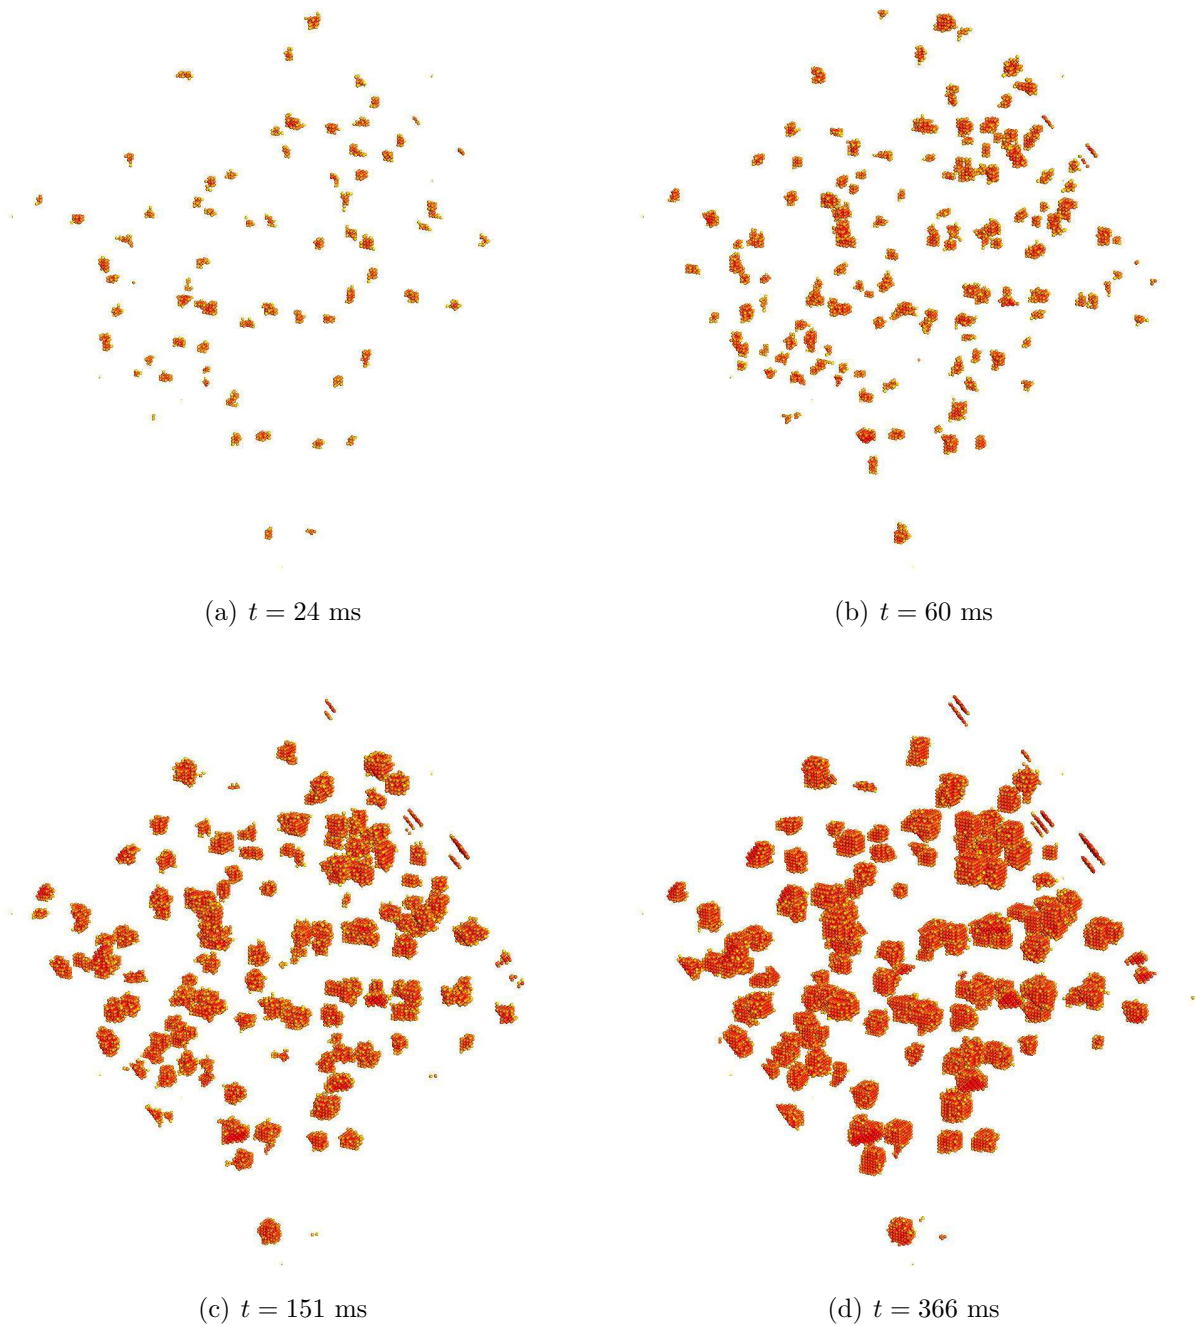 (a) t = 24 ms
(b) t = 60 ms
(c) t = 151 ms
(d) t = 366 ms